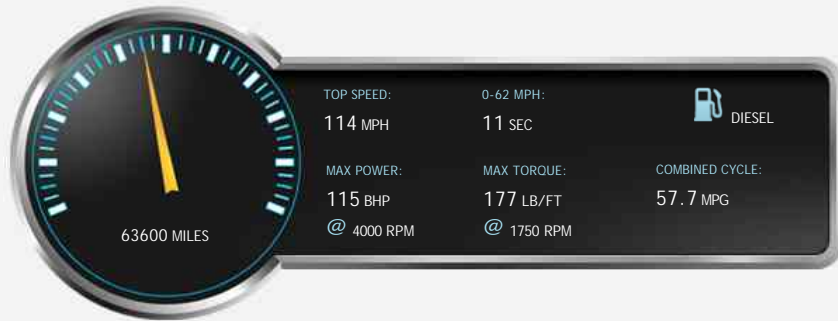 TOP SPEED:
114 MPH
0-62 MPH:
11 SEC
DIESEL
MAX POWER:
115 BHP
@ 4000 RPM
MAX TORQUE:
177 LB/FT
@ 1750 RPM
COMBINED CYCLE:
57.7 MPG
63600 MILES